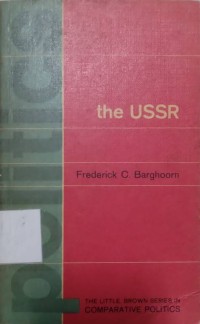 politics
the USSR
Frederick C. Barghoorn
THE LITTLE, BROWN SERIES IN
COMPARATIVE POLITICS